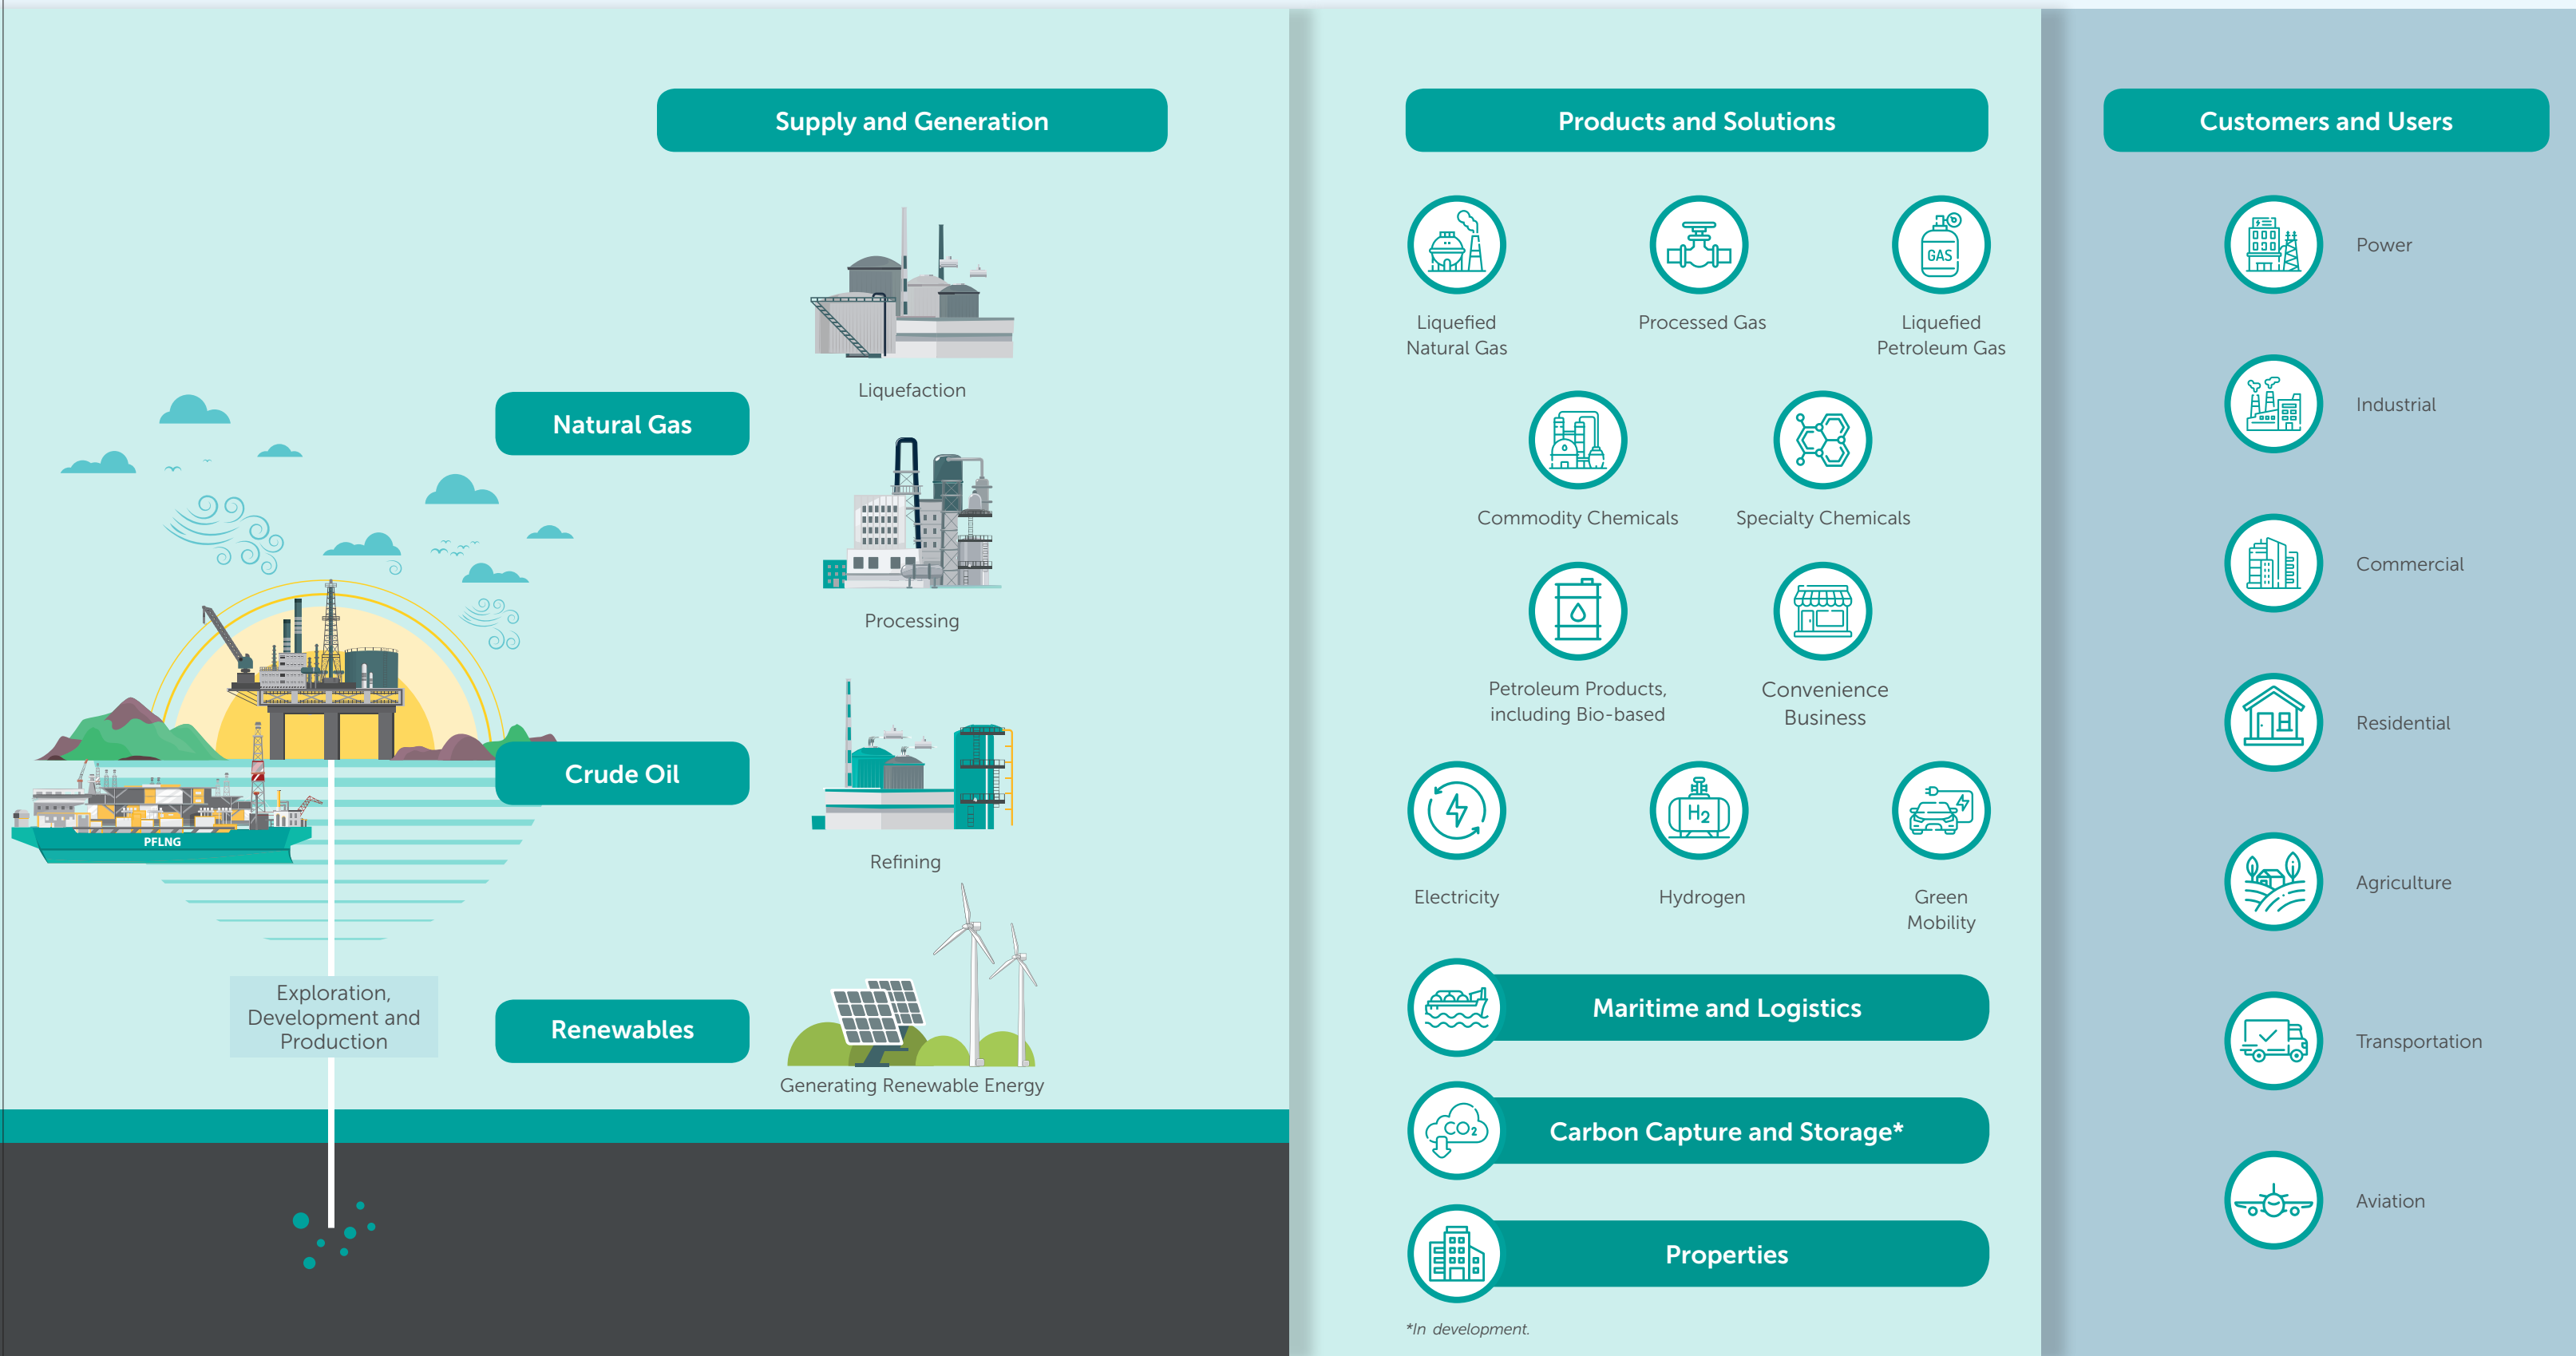 Supply and Generation
Liquefaction
Natural Gas
Processing
Crude Oil
PFLNG
Refining
Exploration,
Development and
Production
Renewables
Generating Renewable Energy
Products and Solutions
Liquefied
Natural Gas
Processed Gas
GAS
Liquefied
Petroleum Gas
Commodity Chemicals
Specialty Chemicals
Petroleum Products,
including Bio-based
Convenience
Business
Electricity
H2
Hydrogen
Green
Mobility
Maritime and Logistics
CO2
Carbon Capture and Storage*
Properties
*In development.
Customers and Users
Power
Industrial
Commercial
Residential
Agriculture
Transportation
Aviation